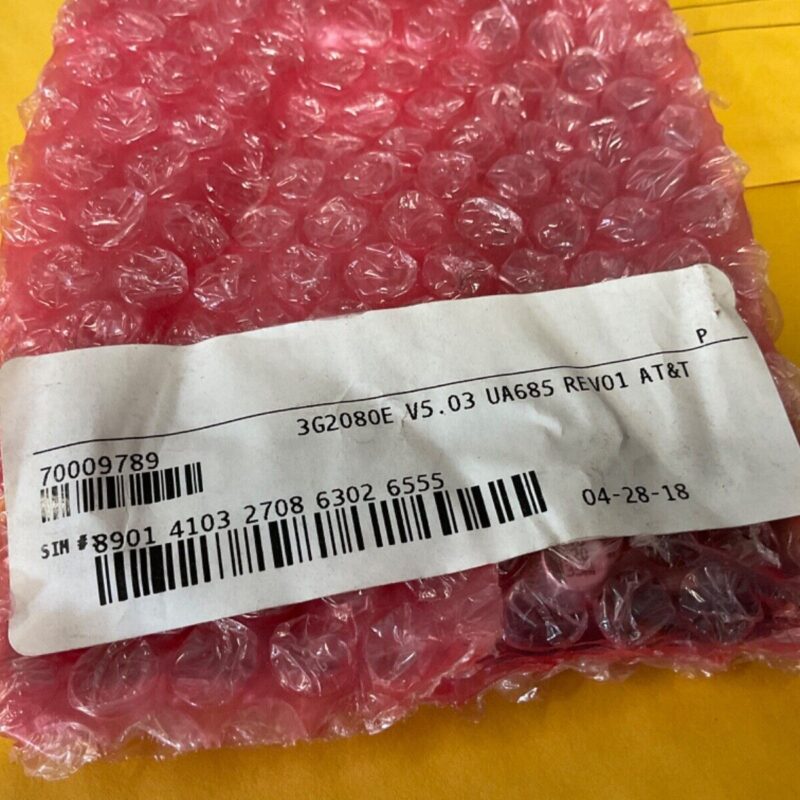 P
3G2080E V5.03 UA685 REV01 AT&T
70009789
SIM #: 8901 4103 2708 6302 6555
04-28-18